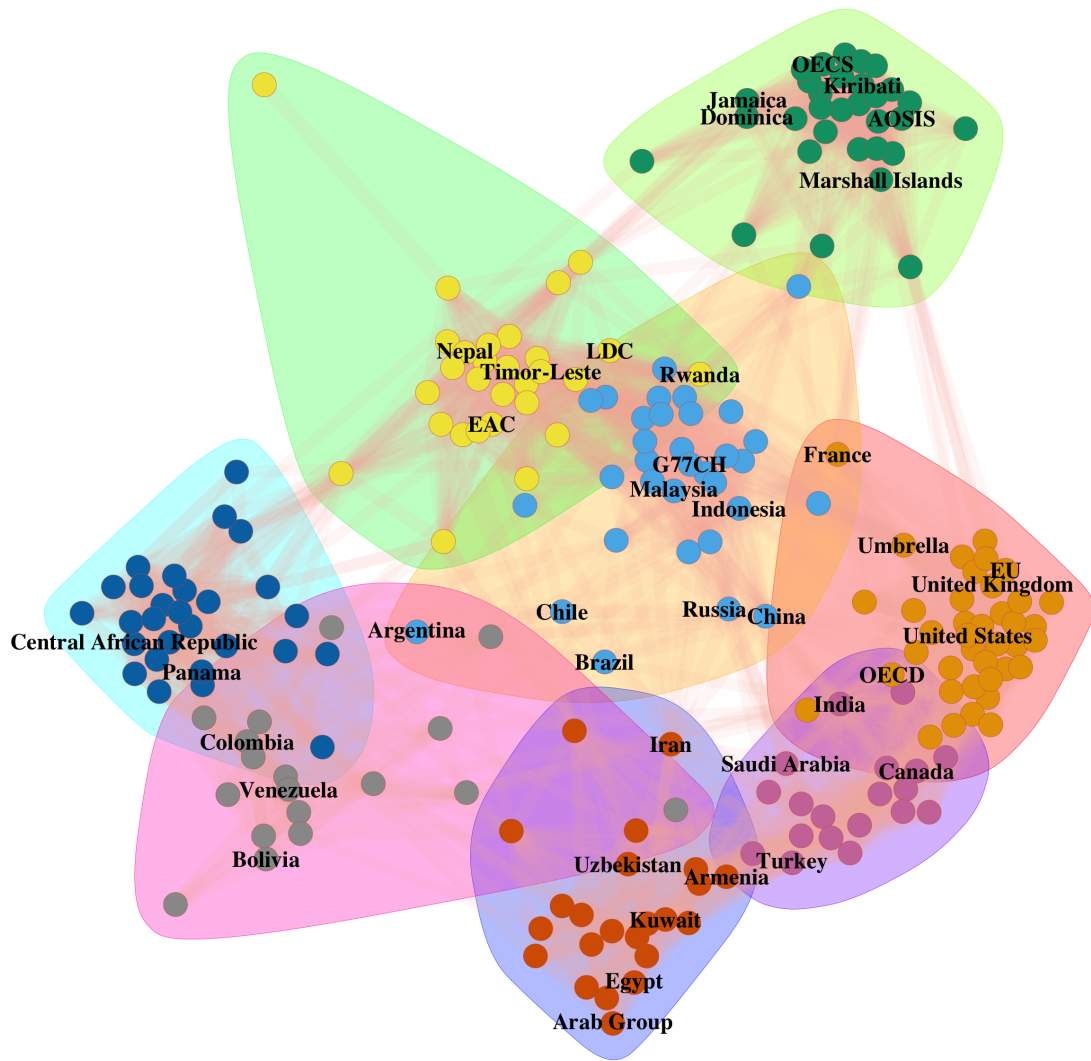 OECS
Kiribati
Jamaica
Dominica
AOSIS
Marshall Islands
Nepal
LDC
Timor-Leste
Rwanda
EAC
France
G77CH
Malaysia
Indonesia
Umbrella
EU
United Kingdom
Chile
Russia
China
Argentina
United States
Central African Republic
Brazil
Panama
OECD
India
Colombia
Iran
Saudi Arabia
Canada
Venezuela
Bolivia
Uzbekistan
Turkey
Armenia
Kuwait
Egypt
Arab Group